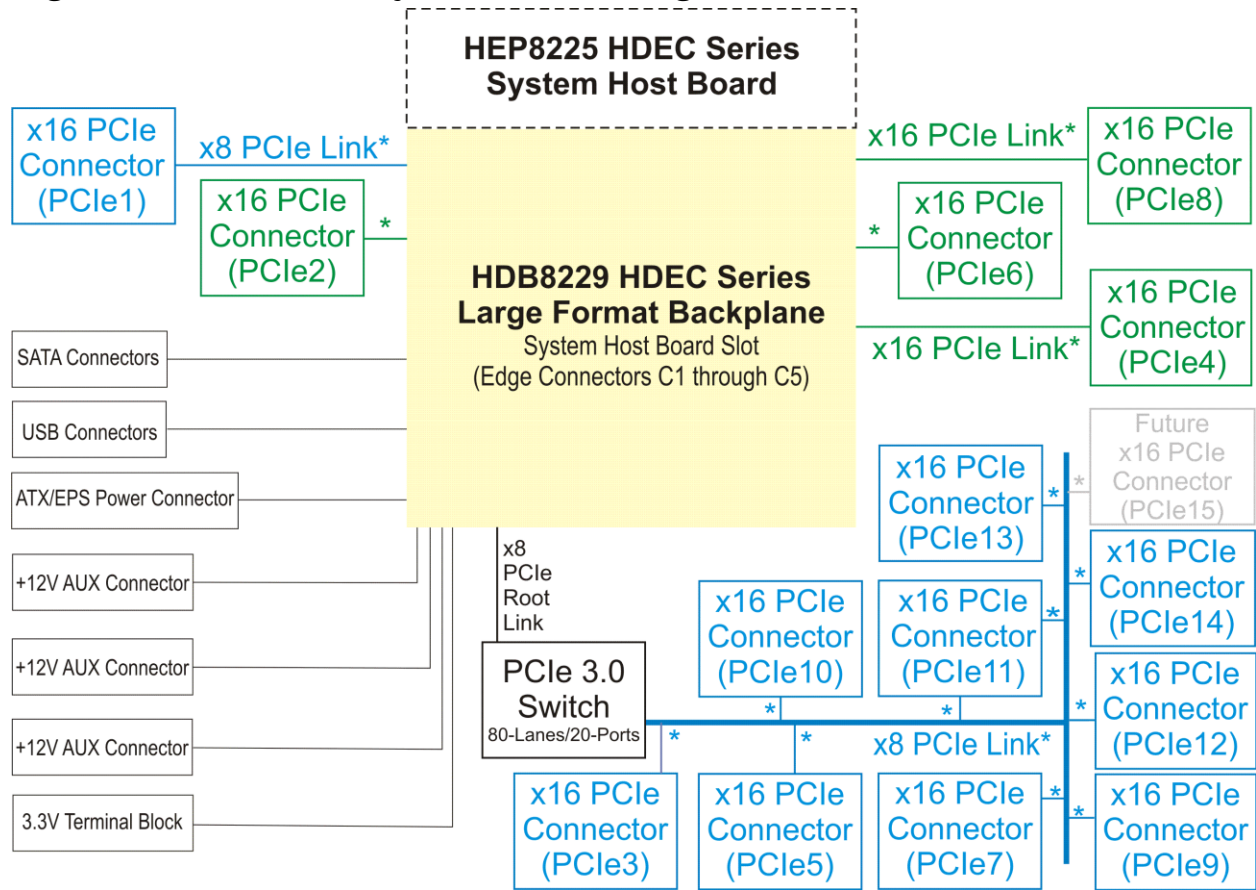 HEP8225 HDEC Series
System Host Board
x16 PCIe
Connector
(PCIe1)
x8 PCIe Link*
x16 PCIe
Connector
(PCIe2)
*
x16 PCIe Link*
x16 PCIe
Connector
(PCIe8)
*
x16 PCIe
Connector
(PCIe6)
HDB8229 HDEC Series
Large Format Backplane
System Host Board Slot
(Edge Connectors C1 through C5)
x16 PCIe Link*
x16 PCIe
Connector
(PCIe4)
SATA Connectors
USB Connectors
ATX/EPS Power Connector
+12V AUX Connector
+12V AUX Connector
+12V AUX Connector
3.3V Terminal Block
x8
PCIe
Root
Link
PCIe 3.0
Switch
80-Lanes/20-Ports
x16 PCIe
Connector
(PCIe13)
*
*
Future
x16 PCIe
Connector
(PCIe15)
x16 PCIe
Connector
(PCIe10)
*
x16 PCIe
Connector
(PCIe11)
*
*
*
x16 PCIe
Connector
(PCIe14)
*
x16 PCIe
Connector
(PCIe12)
*
*
x8 PCIe Link*
x16 PCIe
Connector
(PCIe3)
x16 PCIe
Connector
(PCIe5)
x16 PCIe
Connector
(PCIe7)
*
*
x16 PCIe
Connector
(PCIe9)